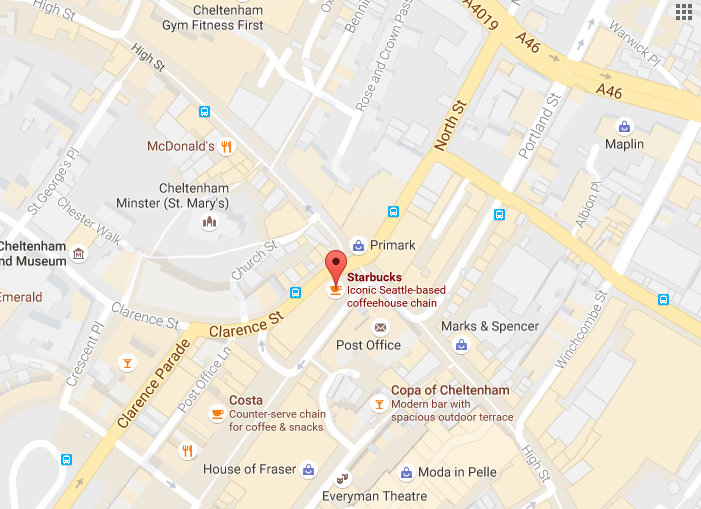 High St
Cheltenham
Gym Fitness First
High St
Rose and Crown Pass
A4019
A46
A46
Warwick Pl
North St
Portland St
Maplin
McDonald's
St George's Pl
Cheltenham
Minster (St. Mary's)
Chester Walk
Albion Pl
Church St
Primark
Cheltenham
nd Museum
Emerald
Starbucks
Iconic Seattle-based
coffeehouse chain
Clarence St
Clarence St
Crescent Pl
Marks & Spencer
Post Office
Winchcombe St
Clarence Parade
Post Office Ln
Costa
Counter-serve chain
for coffee & snacks
Copa of Cheltenham
Modern bar with
spacious outdoor terrace
High St
House of Fraser
Moda in Pelle
Everyman Theatre